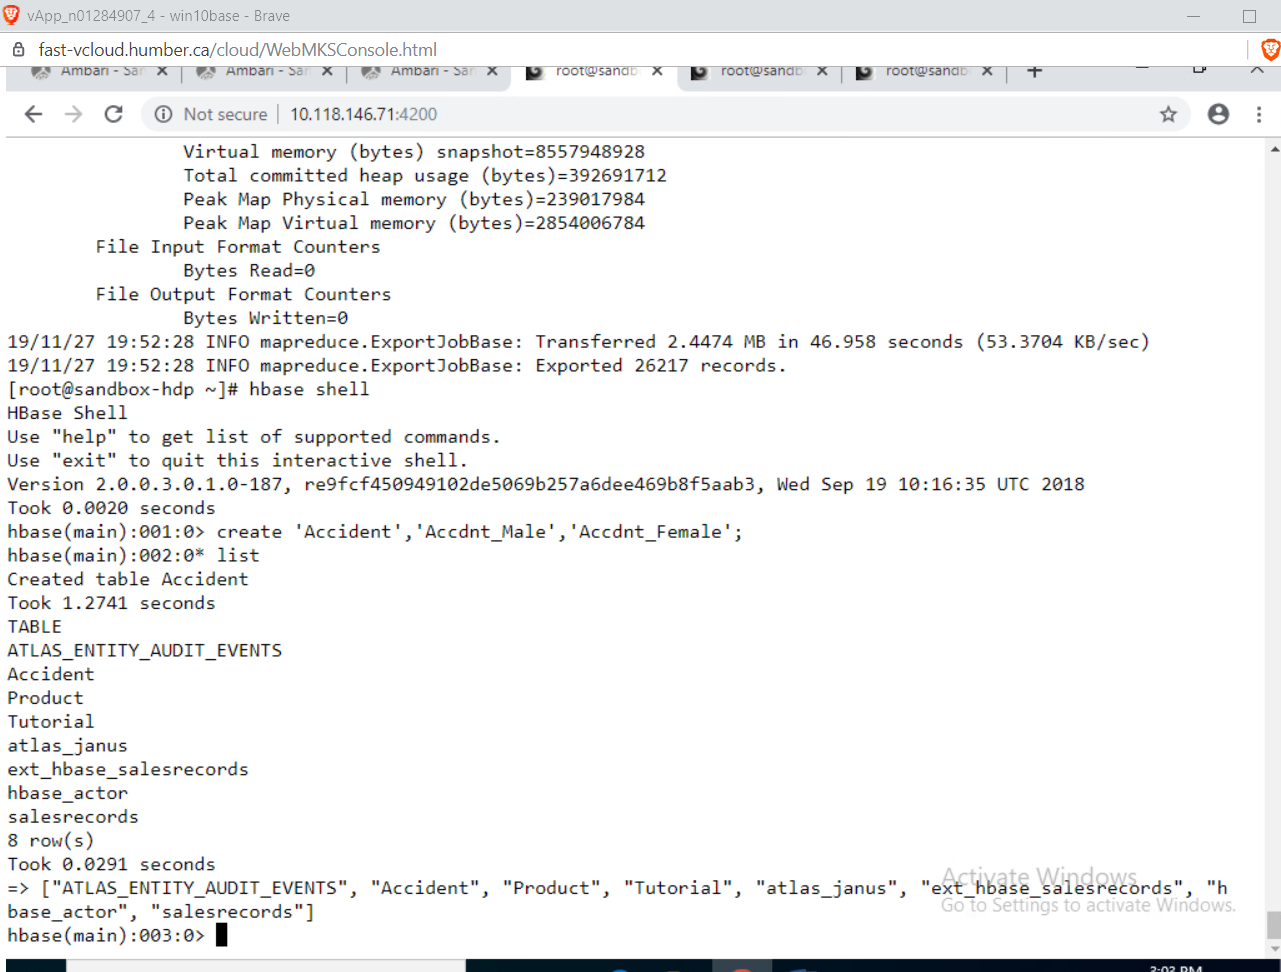 vApp_n01284907_4 - win10base - Brave
fast-vcloud.humber.ca/cloud/WebMKSConsole.html
Ambari - San Ambari - San Ambari - San root@sandb root@sandb root@sandb
Not secure 10.118.146.71:4200
Virtual memory (bytes) snapshot=8557948928
Total committed heap usage (bytes)=392691712
Peak Map Physical memory (bytes)=239017984
Peak Map Virtual memory (bytes)=2854006784
File Input Format Counters
Bytes Read=0
File Output Format Counters
Bytes Written=0
19/11/27 19:52:28 INFO mapreduce.ExportJobBase: Transferred 2.4474 MB in 46.958 seconds (53.3704 KB/sec)
19/11/27 19:52:28 INFO mapreduce.ExportJobBase: Exported 26217 records.
[root@sandbox-hdp ~]# hbase shell
HBase Shell
Use "help" to get list of supported commands.
Use "exit" to quit this interactive shell.
Version 2.0.0.3.0.1.0-187, re9fcf450949102de5069b257a6dee469b8f5aab3, Wed Sep 19 10:16:35 UTC 2018
Took 0.0020 seconds
hbase(main):001:0> create 'Accident','Accdnt_Male','Accdnt_Female';
hbase(main):002:0* list
Created table Accident
Took 1.2741 seconds
TABLE
ATLAS_ENTITY_AUDIT_EVENTS
Accident
Product
Tutorial
atlas_janus
ext_hbase_salesrecords
hbase_actor
salesrecords
8 row(s)
Took 0.0291 seconds
=> ["ATLAS_ENTITY_AUDIT_EVENTS", "Accident", "Product", "Tutorial", "atlas_janus", "ext_hbase_salesrecords", "h
base_actor", "salesrecords"]
hbase(main):003:0>
Activate Windows
Go to Settings to activate Windows.
3:03 PM